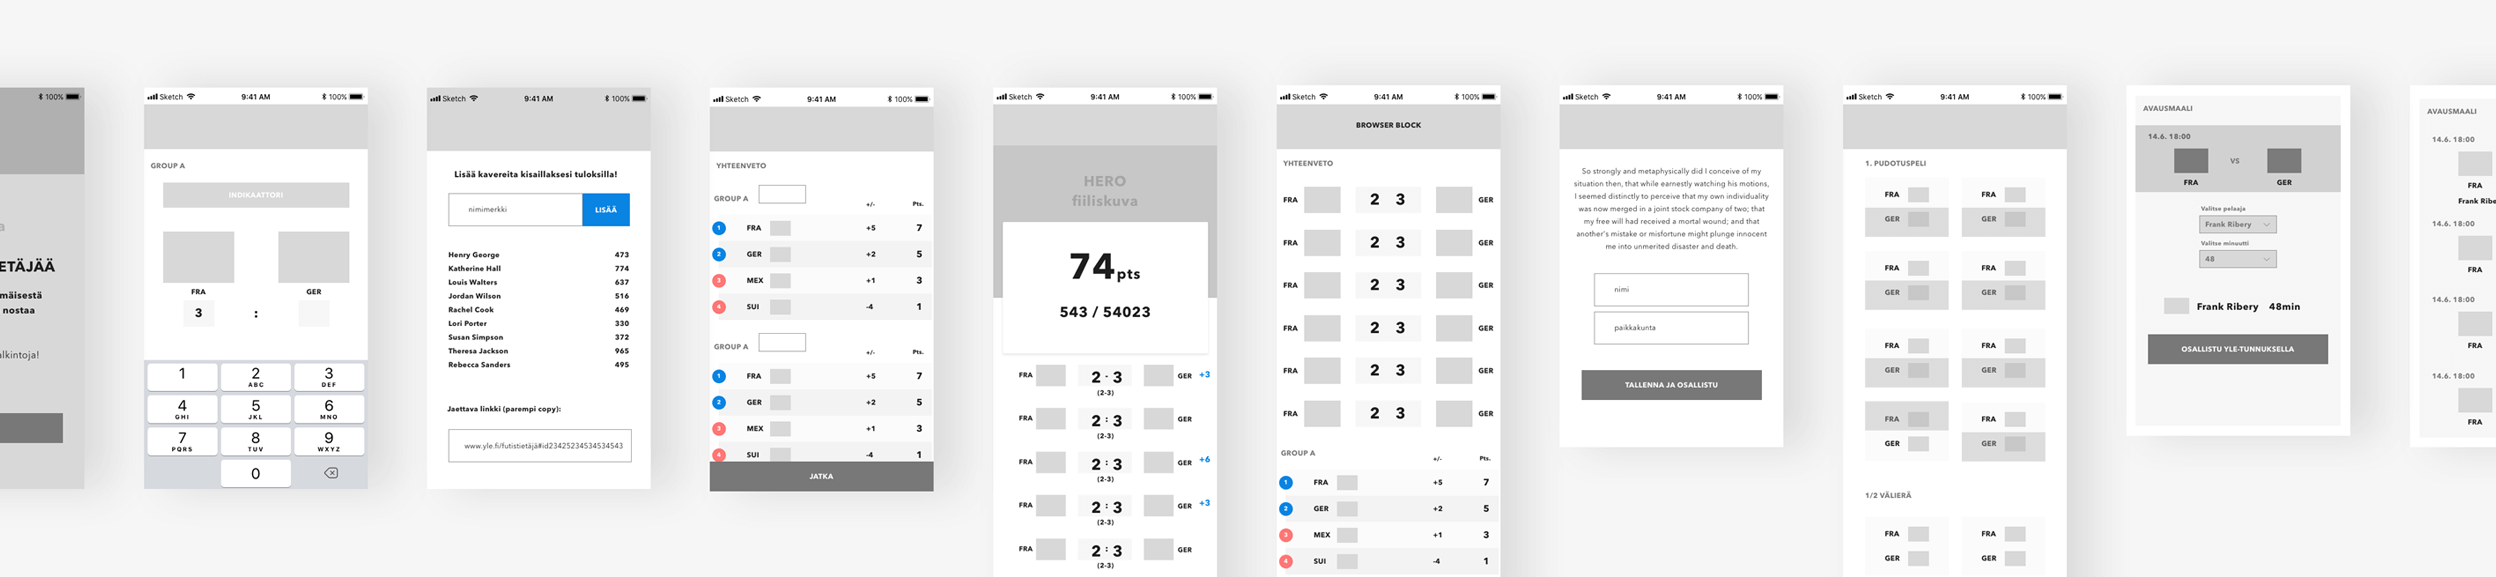 100%
a
ETÄJÄÄ
mäisestä
nostaa
alkintoja!
Sketch 9:41 AM 100%
GROUP A
INDIKAATTORI
FRA GER
3 :
1 2 3
ABC DEF
4 5 6
GHI JKL MNO
7 8 9
PQRS TUV WXYZ
0
Sketch 9:41 AM 100%
Lisää kavereita kisaillaksesi tuloksilla!
nimimerkki LISÄÄ
Henry George 473
Katherine Hall 774
Louis Walters 637
Jordan Wilson 516
Rachel Cook 469
Lori Porter 330
Susan Simpson 372
Theresa Jackson 965
Rebecca Sanders 495
Jaettava linkki (parempi copy):
www.yle.fi/futistietäjä#id23425234534534543
Sketch 9:41 AM 100%
YHTEENVETO
GROUP A +/- Pts.
1 FRA +5 7
2 GER +2 5
3 MEX +1 3
4 SUI -4 1
GROUP A +/- Pts.
1 FRA +5 7
2 GER +2 5
3 MEX +1 3
4 SUI -4 1
JATKA
Sketch 9:41 AM 100%
HERO
fiiliskuva
74pts
543 / 54023
FRA 2 - 3 GER +3
(2-3)
FRA 2 : 3 GER
(2-3)
FRA 2 : 3 GER +6
(2-3)
FRA 2 : 3 GER +3
(2-3)
FRA 2 : 3 GER
(2-3)
Sketch 9:41 AM 100%
BROWSER BLOCK
YHTEENVETO
FRA 2 3 GER
FRA 2 3 GER
FRA 2 3 GER
FRA 2 3 GER
FRA 2 3 GER
FRA 2 3 GER
GROUP A
+/- Pts.
1 FRA +5 7
2 GER +2 5
3 MEX +1 3
4 SUI -4 1
Sketch 9:41 AM 100%
So strongly and metaphysically did I conceive of my
situation then, that while earnestly watching his motions,
I seemed distinctly to perceive that my own individuality
was now merged in a joint stock company of two; that
my free will had received a mortal wound; and that
another's mistake or misfortune might plunge innocent
me into unmerited disaster and death.
nimi
paikkakunta
TALLENNA JA OSALLISTU
Sketch 9:41 AM 100%
1. PUDOTUSPELI
FRA FRA
GER GER
FRA FRA
GER GER
FRA FRA
GER GER
FRA FRA
GER GER
1/2 VÄLIERÄ
FRA FRA
GER GER
AVAUSMAALI
14.6. 18:00
VS
FRA GER
Valitse pelaaja
Frank Ribery
Valitse minuutti
48
Frank Ribery 48min
OSALLISTU YLE-TUNNUKSELLA
AVAUSMAALI
14.6. 18:00
FRA
Frank Ribe
14.6. 18:00
FRA
14.6. 18:00
FRA
14.6. 18:00
FRA